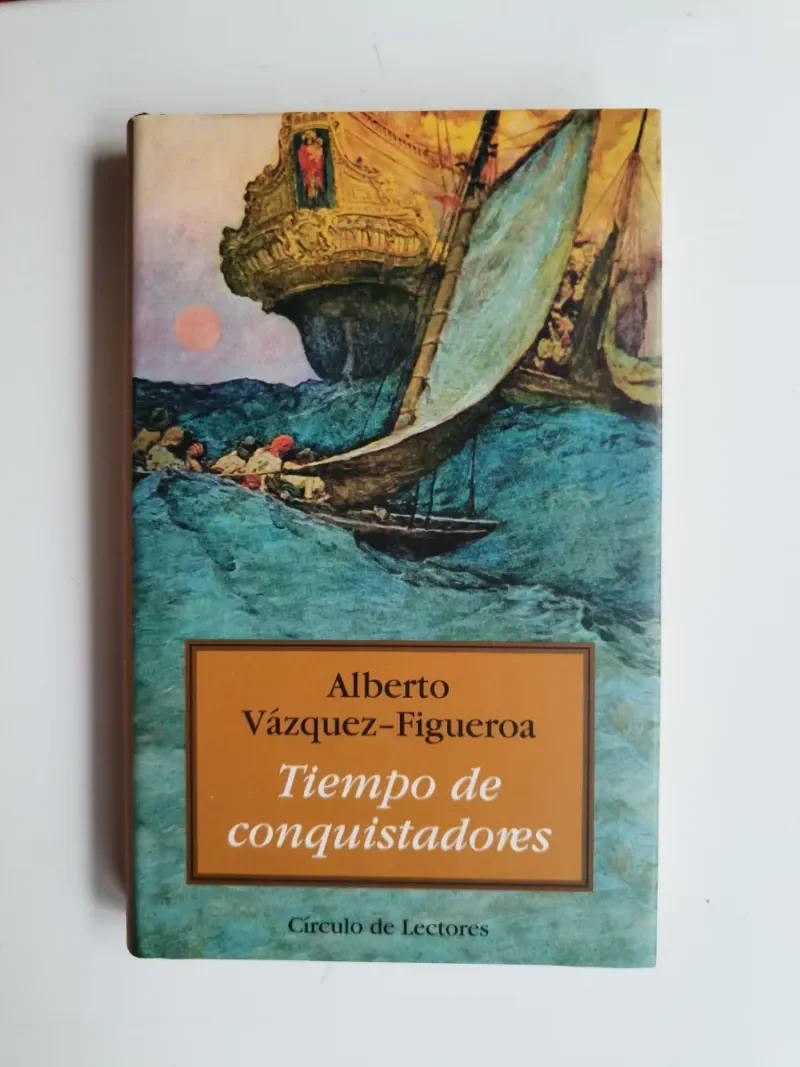 Alberto
Vázquez-Figueroa
Tiempo de
conquistadores
Círculo de Lectores